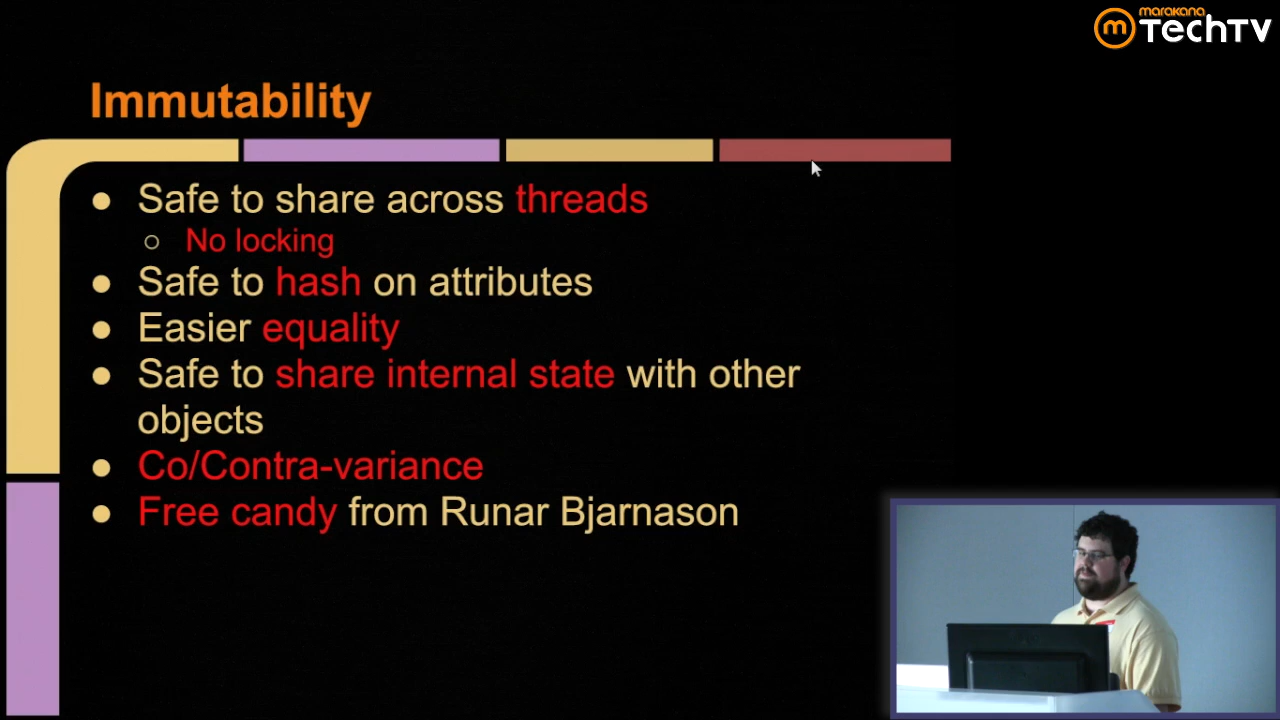 marakana
TechTV
Immutability
● Safe to share across threads
○ No locking
● Safe to hash on attributes
● Easier equality
● Safe to share internal state with other
objects
● Co/Contra-variance
● Free candy from Runar Bjarnason